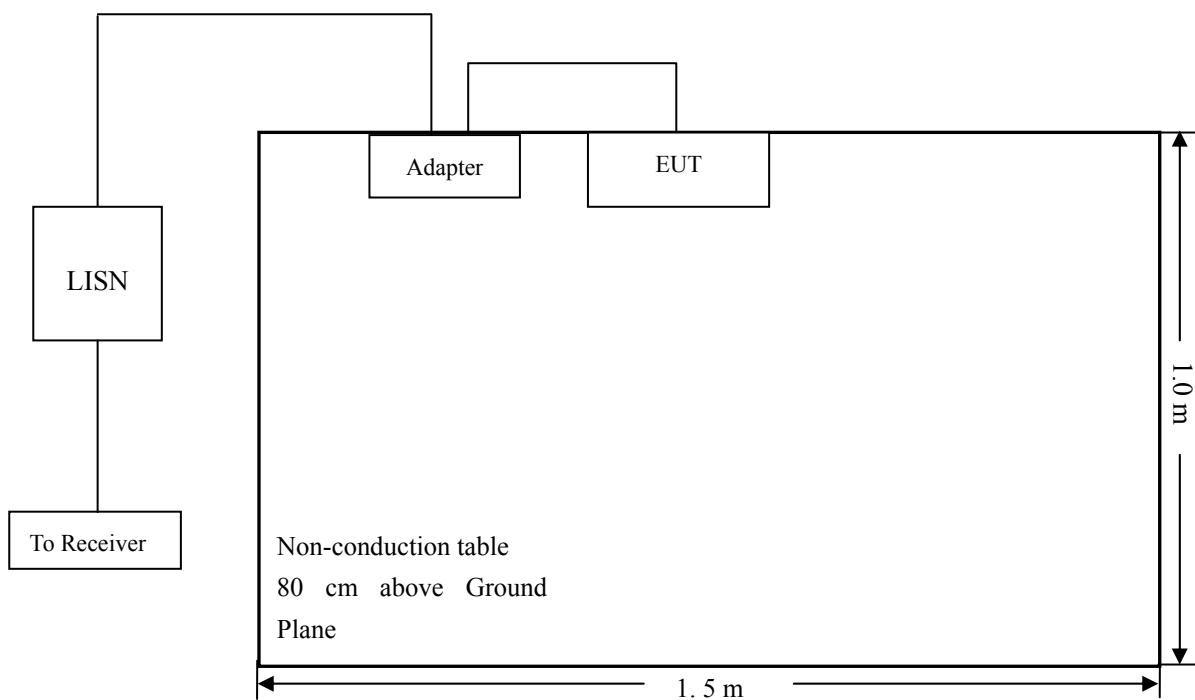 Adapter
EUT
LISN
1.0 m
To Receiver
Non-conduction table
80 cm above Ground
Plane
1. 5 m